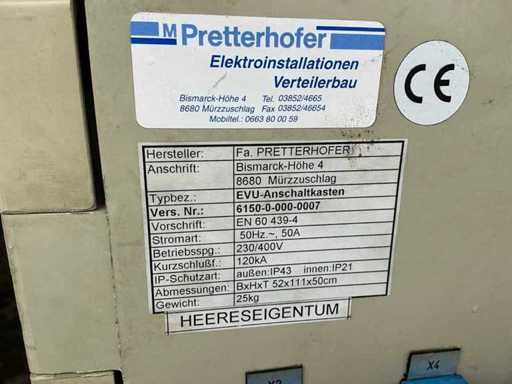 M Pretterhofer
Elektroinstallationen
Verteilerbau
Bismarck-Höhe 4 Tel. 03852/4665
8680 Mürzzuschlag Fax 03852/46654
Mobiltel.: 0663 80 00 59
CE
Hersteller: Fa. PRETTERHOFER
Anschrift: Bismarck-Höhe 4
8680 Mürzzuschlag
Typbez.: EVU-Anschaltkasten
Vers. Nr.: 6150-0-000-0007
Vorschrift: EN 60 439-4
Stromart: 50Hz.~, 50A
Betriebsspg.: 230/400V
Kurzschlußf.: 120kA
IP-Schutzart: außen:IP43 innen:IP21
Abmessungen: BxHxT 52x111x50cm
Gewicht: 25kg
HEERESEIGENTUM
X4